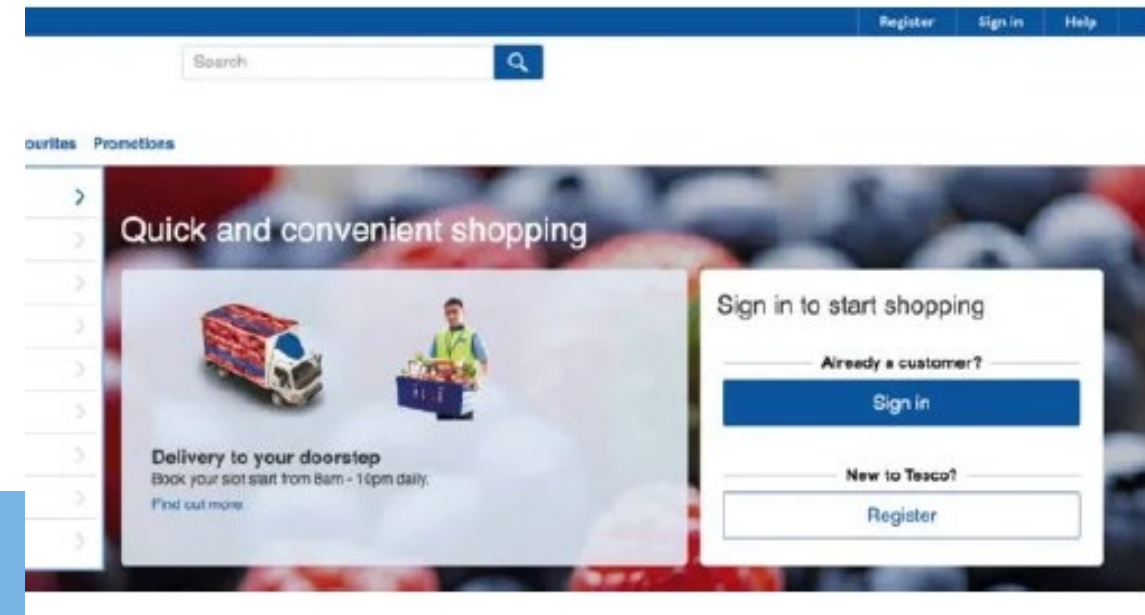 Register Sign in Help
Search
ourites Promotions
Quick and convenient shopping
Sign in to start shopping
Already a customer?
Sign in
Delivery to your doorstep
Book your slot start from 8am - 10pm daily.
Find out more
New to Tesco?
Register